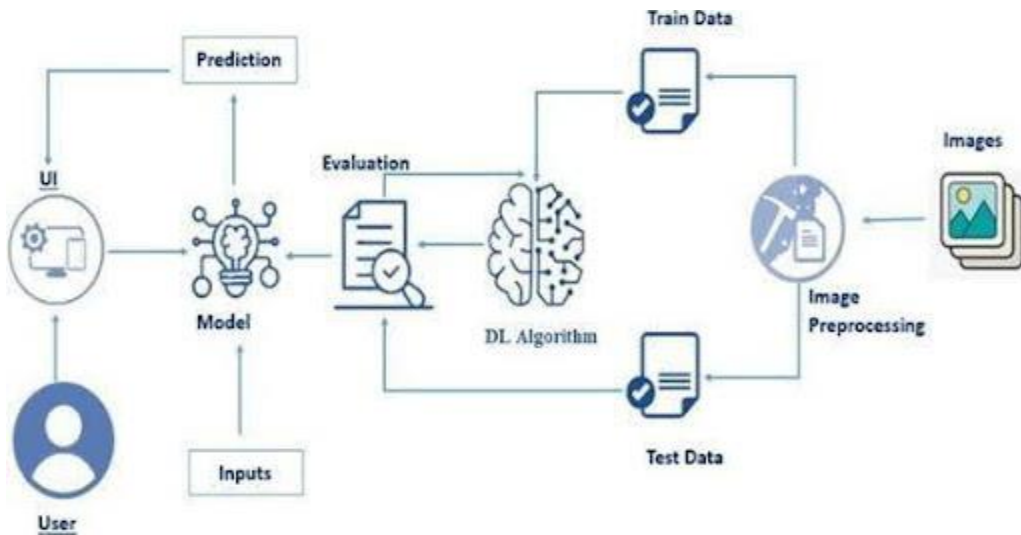 Train Data
Prediction
Images
Evaluation
UI
Image
Preprocessing
Model
DL Algorithm
Test Data
Inputs
User